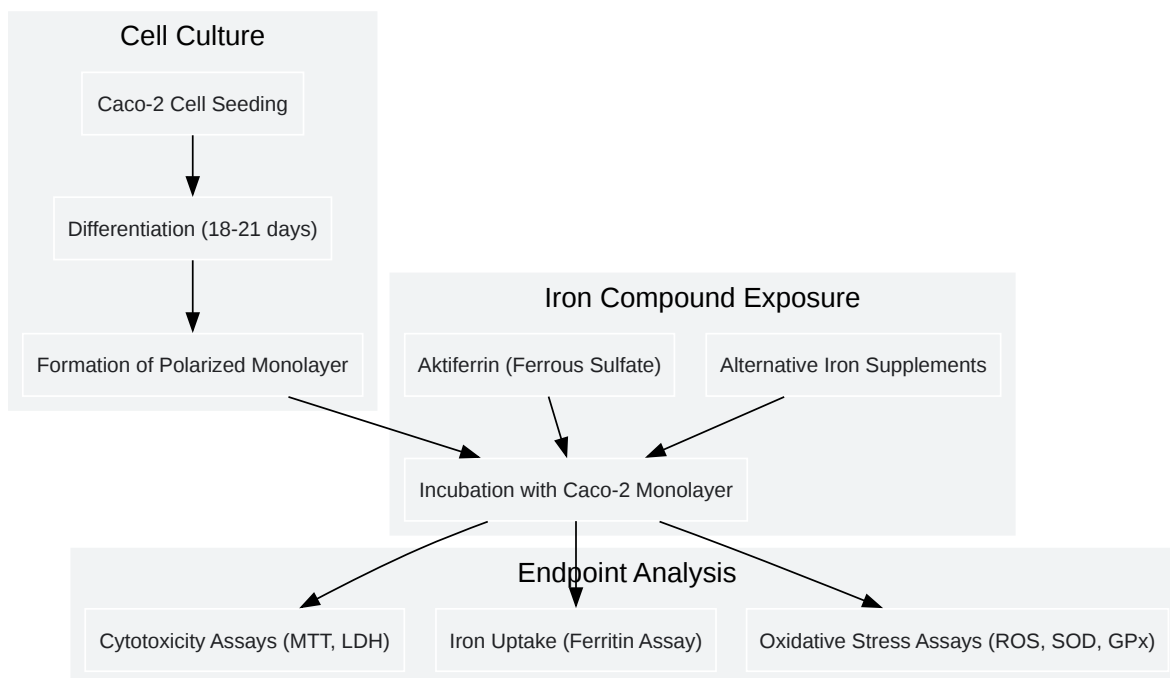 Cell Culture
Caco-2 Cell Seeding
Differentiation (18-21 days)
Formation of Polarized Monolayer
Iron Compound Exposure
Aktiferrin (Ferrous Sulfate)
Alternative Iron Supplements
Incubation with Caco-2 Monolayer
Endpoint Analysis
Cytotoxicity Assays (MTT, LDH)
Iron Uptake (Ferritin Assay)
Oxidative Stress Assays (ROS, SOD, GPx)